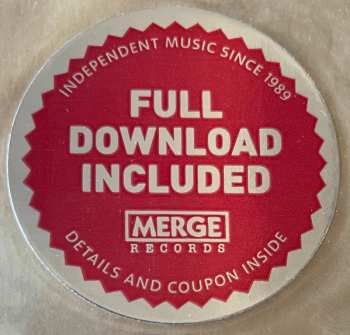 INDEPENDENT MUSIC SINCE 1989
FULL
DOWNLOAD
INCLUDED
MERGE
RECORDS
DETAILS AND COUPON INSIDE